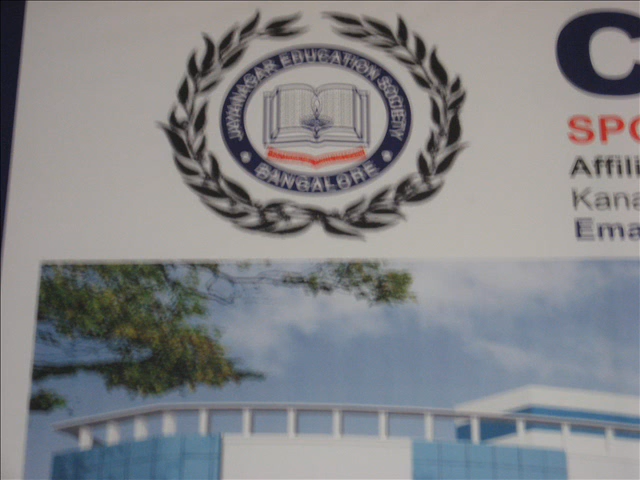 JAYANAGAR EDUCATION SOCIETY
BANGALORE
C
SPO
Affili
Kana
Ema